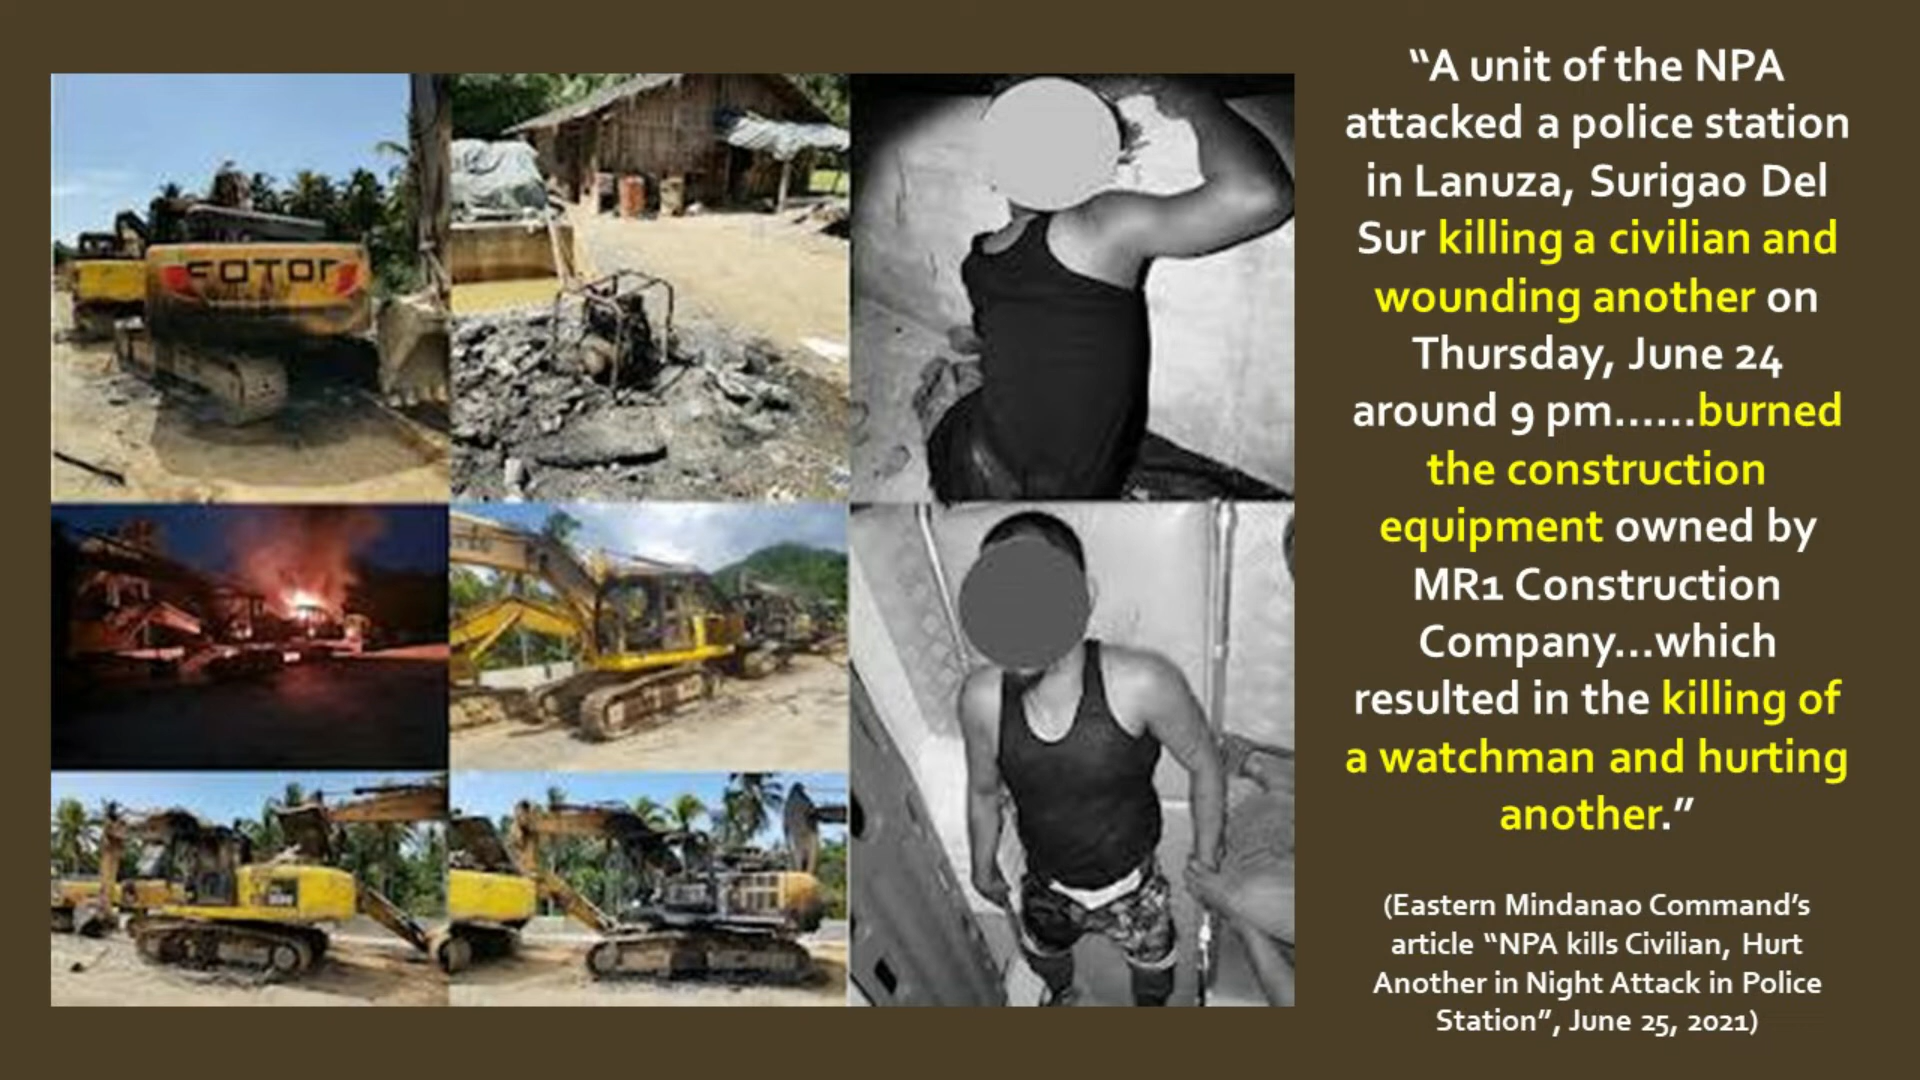 “A unit of the NPA
attacked a police station
in Lanuza, Surigao Del
Sur killing a civilian and
wounding another on
Thursday, June 24
around 9 pm......burned
the construction
equipment owned by
MR1 Construction
Company...which
resulted in the killing of
a watchman and hurting
another.”
(Eastern Mindanao Command’s
article “NPA kills Civilian, Hurt
Another in Night Attack in Police
Station”, June 25, 2021)